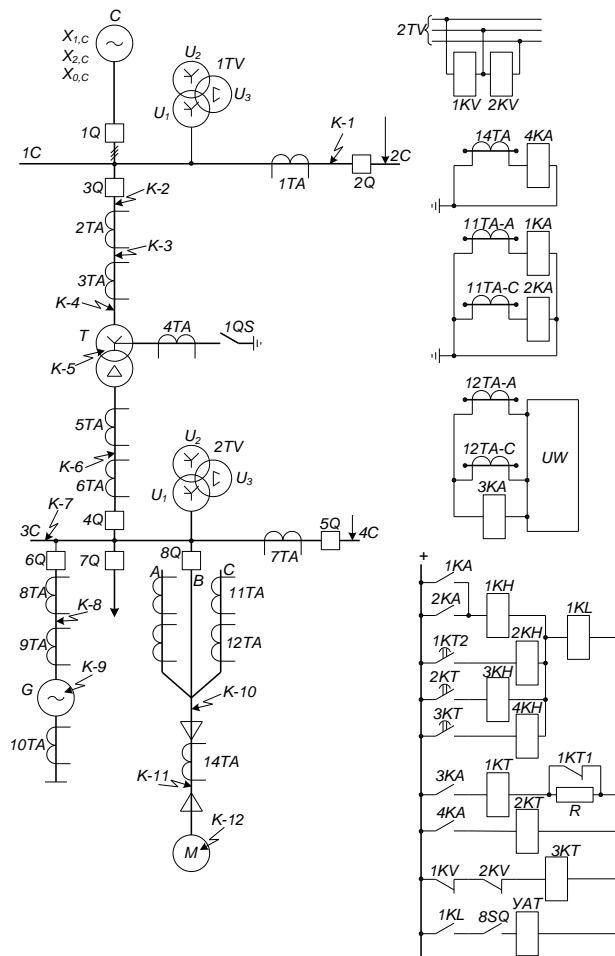 C
X1,C
X2,C
X0,C
U2
1TV
U1
U3
1Q
K-1
1C
2C
1TA
2Q
3Q
K-2
2TA
K-3
3TA
K-4
T
4TA
1QS
K-5
5TA
K-6
6TA
U2
2TV
U1
U3
4Q
K-7
3C
5Q
4C
6Q
7Q
8Q
7TA
8TA
A
B
C
11TA
K-8
9TA
12TA
K-9
G
K-10
10TA
14TA
K-11
K-12
M
2TV
1KV
2KV
14TA
4KA
11TA-A
1KA
11TA-C
2KA
12TA-A
12TA-C
UW
3KA
+
1KA
1KH
2KA
2KH
1KL
1KT2
3KH
2KT
4KH
3KT
1KT
1KT1
3KA
2KT
R
4KA
3KT
1KV
2KV
1KL
8SQ
УАТ